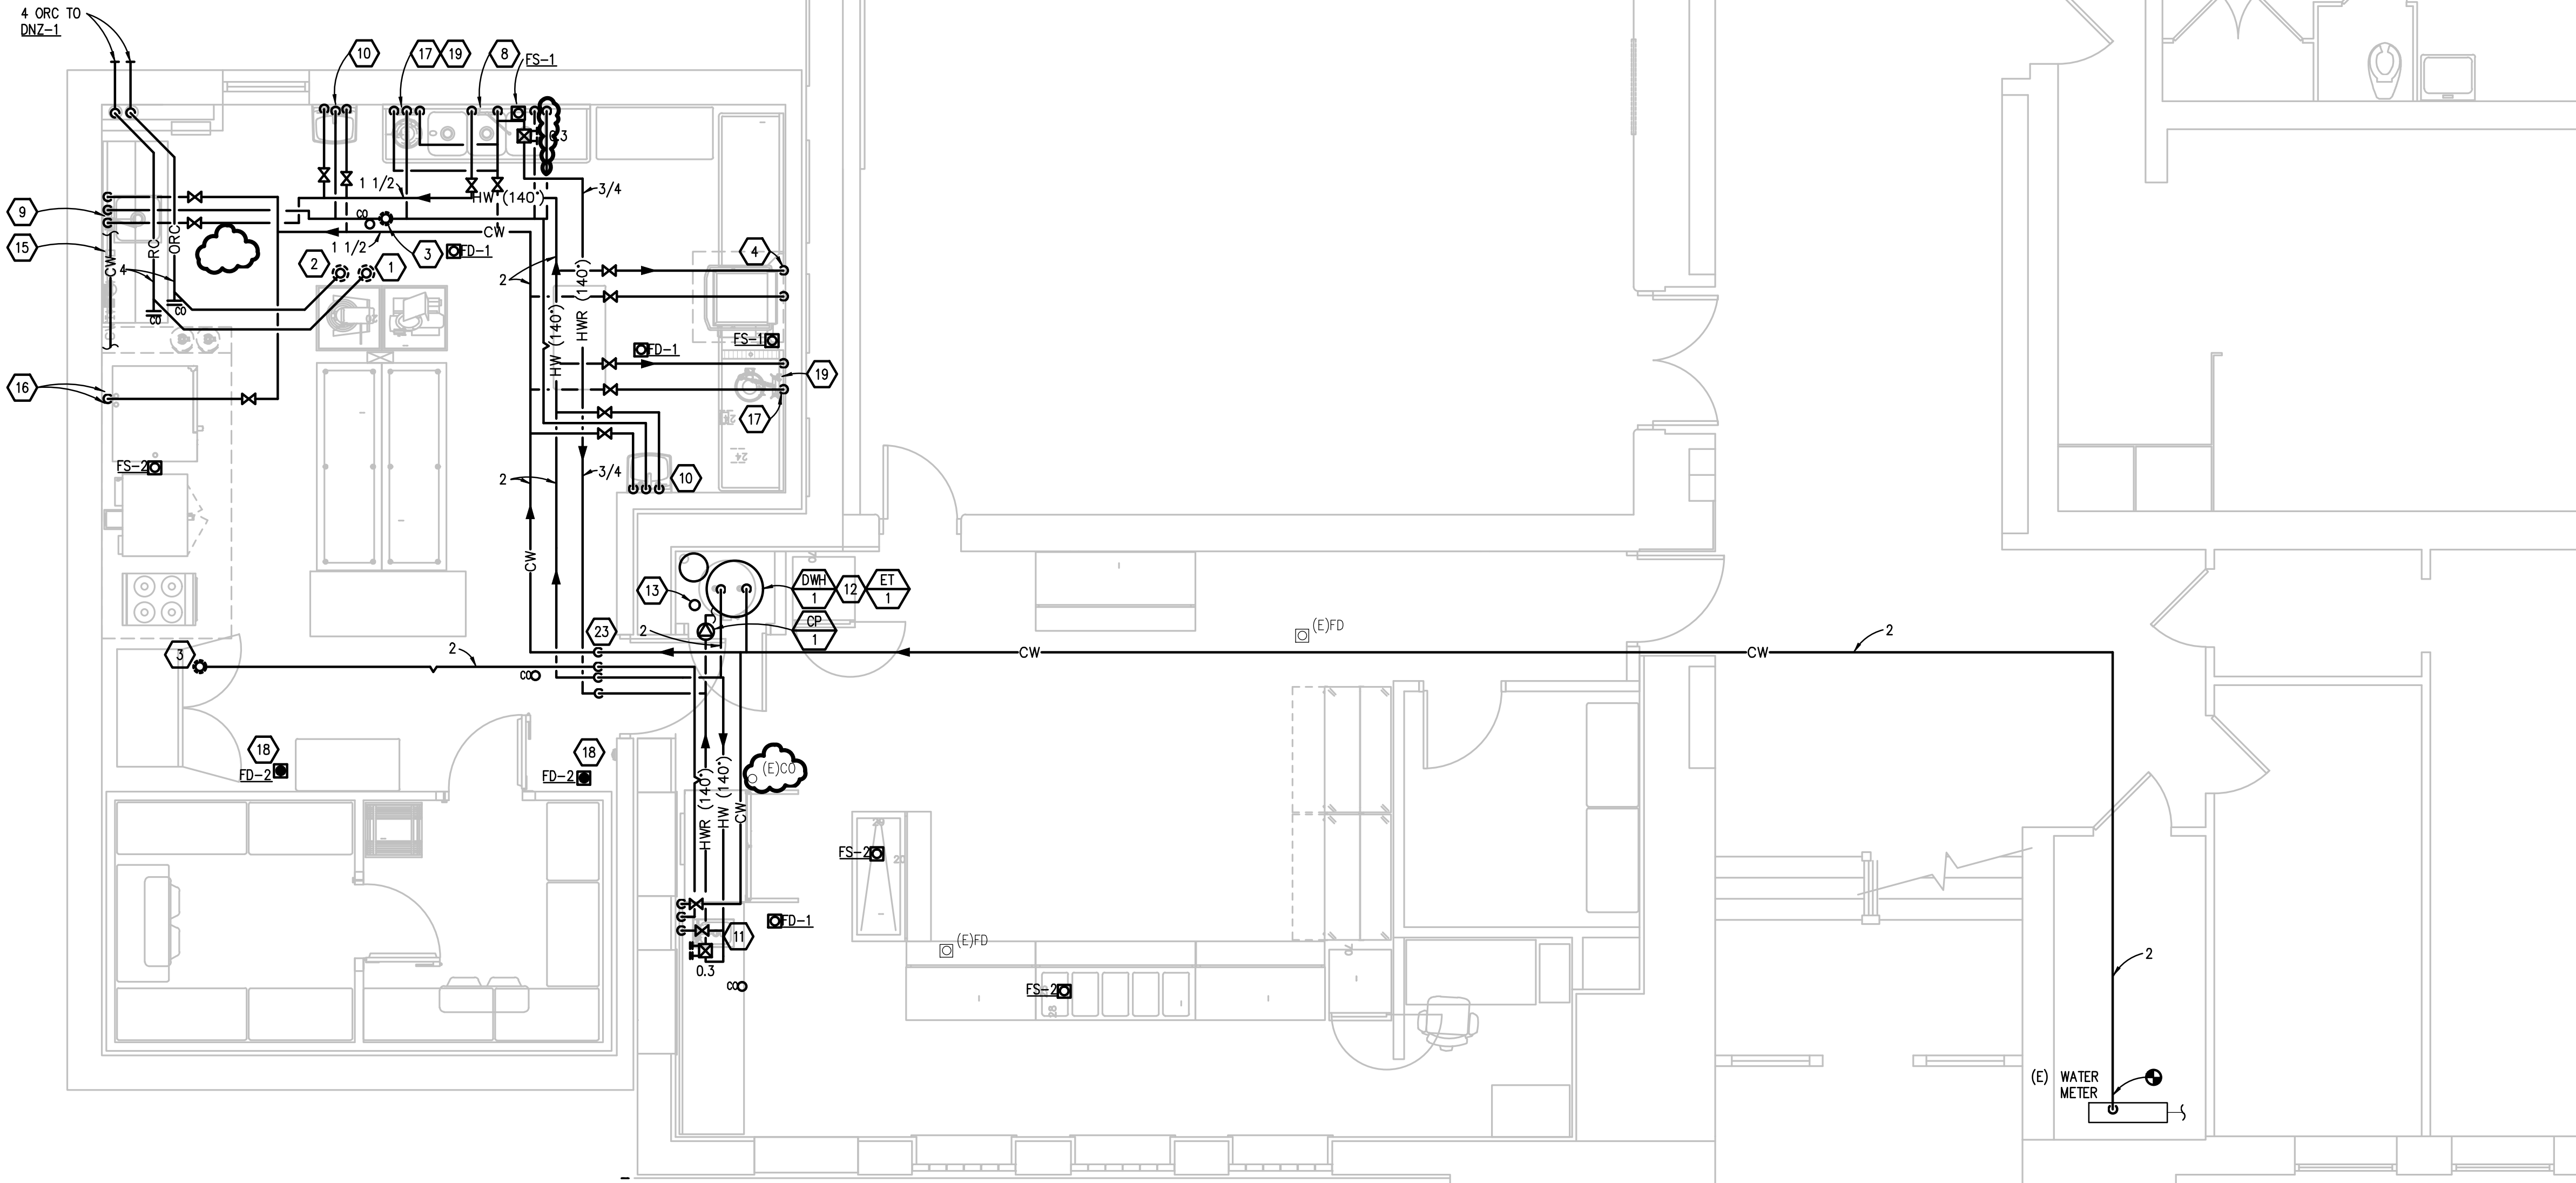 4 ORC TO
DNZ-1
10
17
19
8
FS-1
0.3
1 1/2
HW (140°)
3/4
9
CO
CW
15
1 1/2
3
FD-1
4
CW
ORC
4
2
1
2
HWR (140°)
CO
CO
HW (140°)
FS-1
FD-1
16
19
17
FS-2
24
2
3/4
10
CW
DWH
1
12
ET
1
13
CP
1
23
2
(E)FD
3
2
CO
CW
CW
2
18
FD-2
18
FD-2
(E)CO
HWR (140°)
HW (140°)
CW
FS-2
20
11
FD-1
(E)FD
0.3
CO
FS-2
28
2
(E) WATER
METER